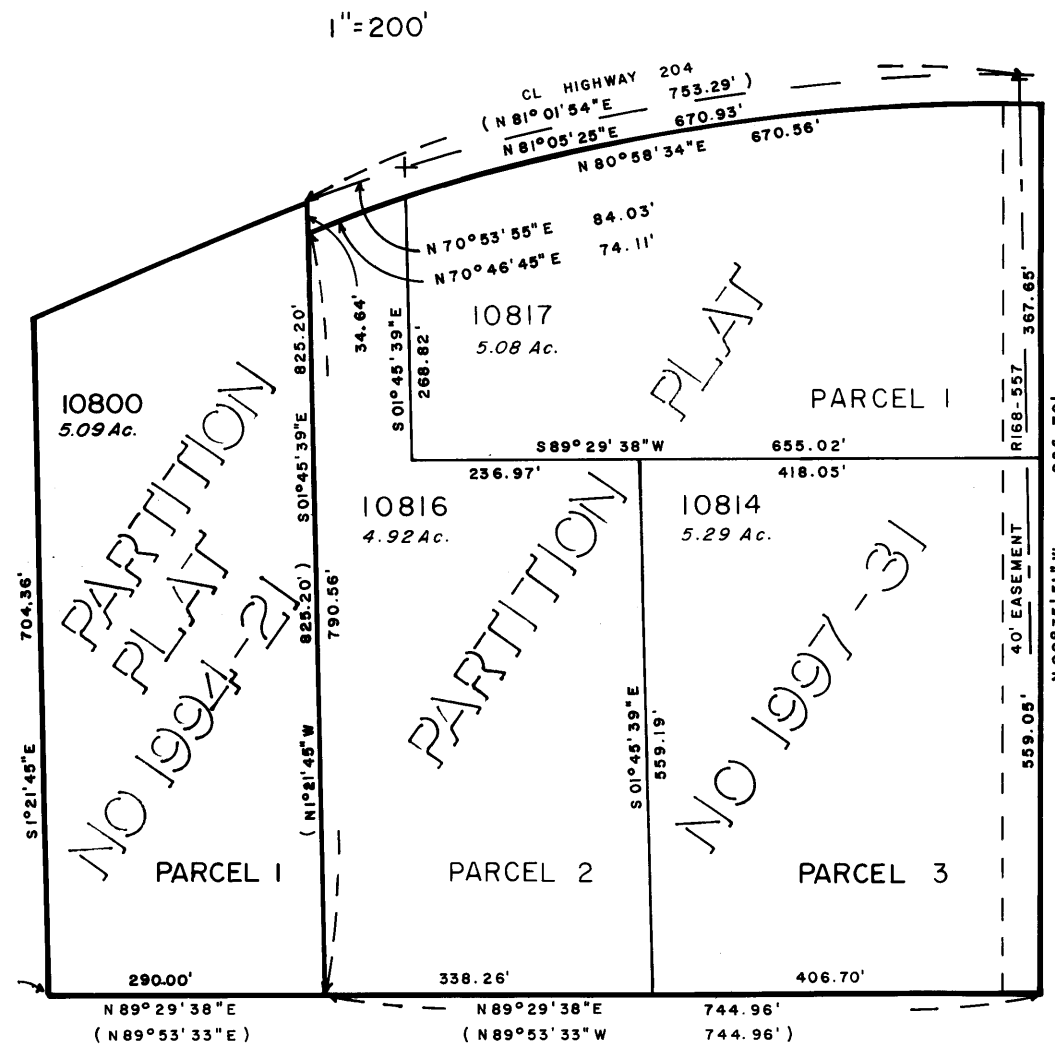 1"=200'
CL HIGHWAY 204
( N 81° 01' 54" E 753.29' )
N 81° 05' 25" E 670.93'
N 80° 58' 34" E 670.56'
N 70° 53' 55" E 84.03'
N 70° 46' 45" E 74.11'
34.64'
825.20'
S 01° 45' 39" E
825.20' )
( N 1° 21' 45" W
790.56'
10800
5.09 Ac.
PARTITION
PLAT
NO 1994-21
704.36'
S 1° 21' 45" E
PARCEL 1
290.00'
N 89° 29' 38" E
( N 89° 53' 33" E )
S 01° 45' 39" E
268.82'
10817
5.08 Ac.
PLAT
PARCEL 1
R168-557
367.65'
S 89° 29' 38" W 655.02'
236.97' 418.05'
10816
4.92 Ac.
PARTITION
PARCEL 2
338.26'
S 01° 45' 39" E
559.19'
10814
5.29 Ac.
NO 1997-31
PARCEL 3
406.70'
40' EASEMENT
559.05'
N 89° 29' 38" E 744.96'
( N 89° 53' 33" W 744.96' )